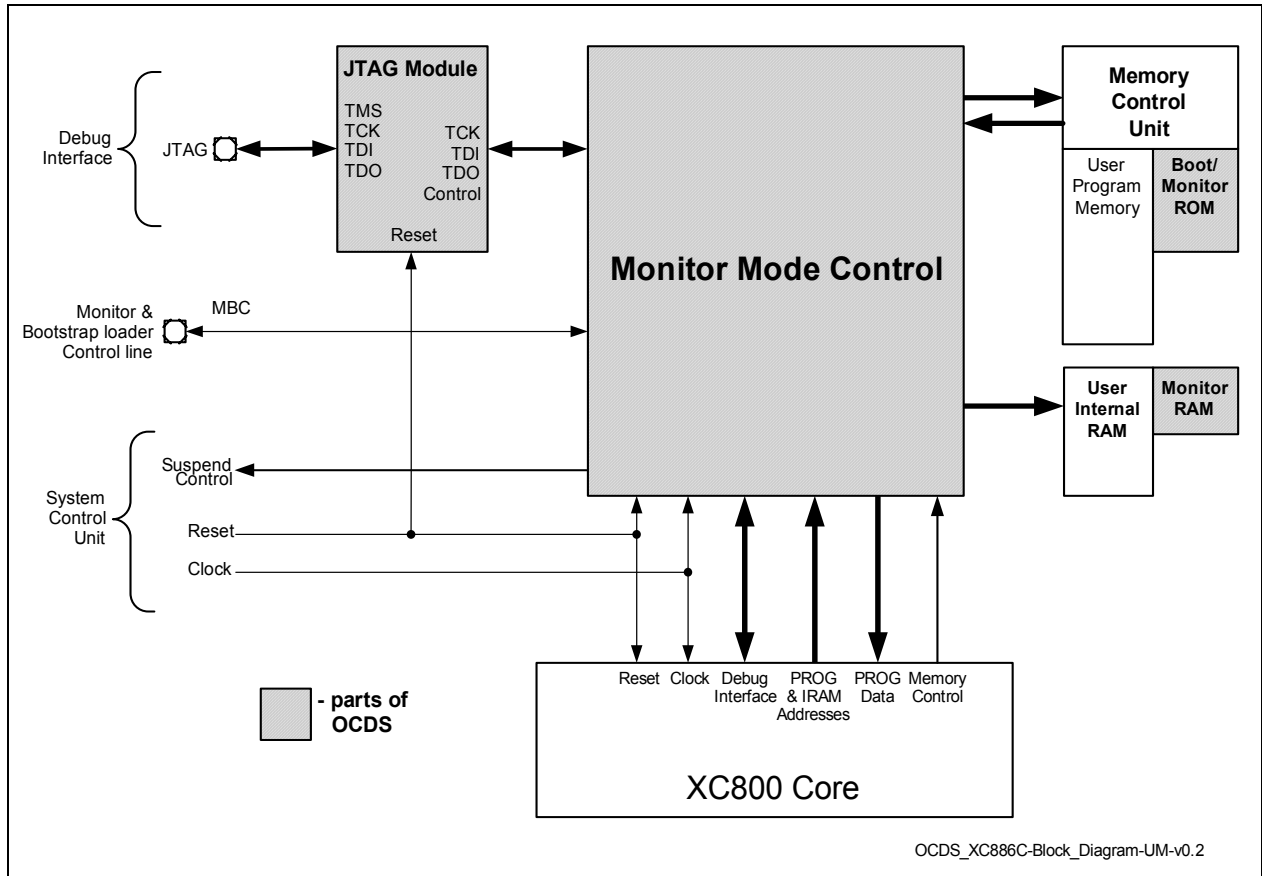 JTAG Module
TMS
TCK
TDI
TDO
TCK
TDI
TDO
Control
Reset
Debug
Interface
JTAG
Monitor &
Bootstrap loader
Control line
MBC
System
Control
Unit
Suspend
Control
Reset
Clock
Monitor Mode Control
Memory
Control
Unit
User
Program
Memory
Boot/
Monitor
ROM
User
Internal
RAM
Monitor
RAM
Reset
Clock
Debug
Interface
PROG
& IRAM
Addresses
PROG
Data
Memory
Control
XC800 Core
- parts of
OCDS
OCDS_XC886C-Block_Diagram-UM-v0.2